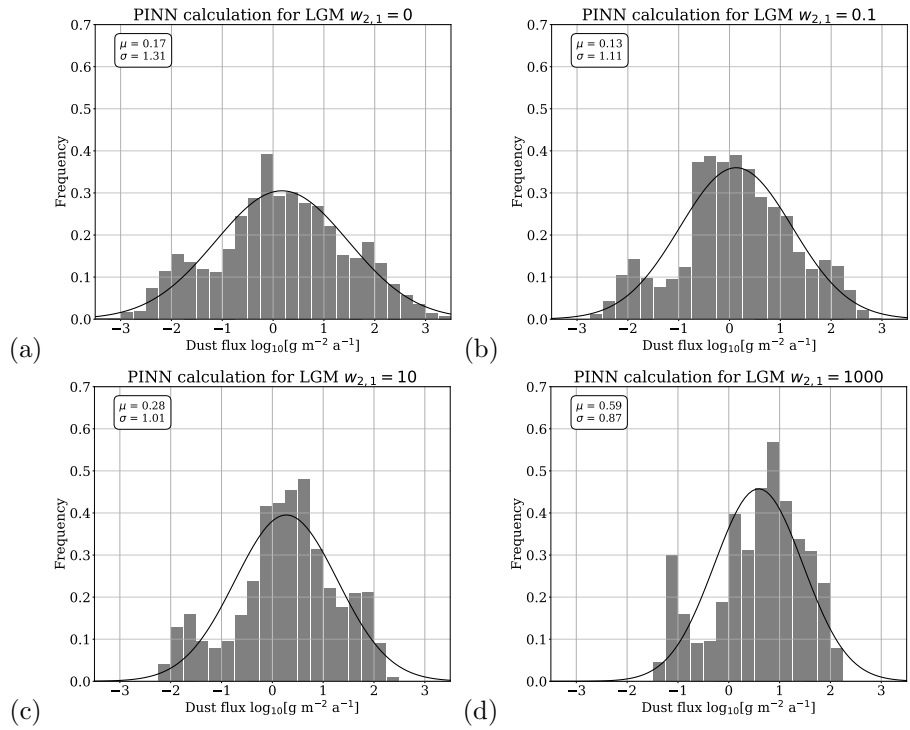 PINN calculation for LGM w₂,₁ = 0
μ = 0.17
σ = 1.31
Frequency
0.7
0.6
0.5
0.4
0.3
0.2
0.1
0.0
−3 −2 −1 0 1 2 3
Dust flux log₁₀[g m⁻² a⁻¹]
(a)
PINN calculation for LGM w₂,₁ = 0.1
μ = 0.13
σ = 1.11
Frequency
0.7
0.6
0.5
0.4
0.3
0.2
0.1
0.0
−3 −2 −1 0 1 2 3
Dust flux log₁₀[g m⁻² a⁻¹]
(b)
PINN calculation for LGM w₂,₁ = 10
μ = 0.28
σ = 1.01
Frequency
0.7
0.6
0.5
0.4
0.3
0.2
0.1
0.0
−3 −2 −1 0 1 2 3
Dust flux log₁₀[g m⁻² a⁻¹]
(c)
PINN calculation for LGM w₂,₁ = 1000
μ = 0.59
σ = 0.87
Frequency
0.7
0.6
0.5
0.4
0.3
0.2
0.1
0.0
−3 −2 −1 0 1 2 3
Dust flux log₁₀[g m⁻² a⁻¹]
(d)